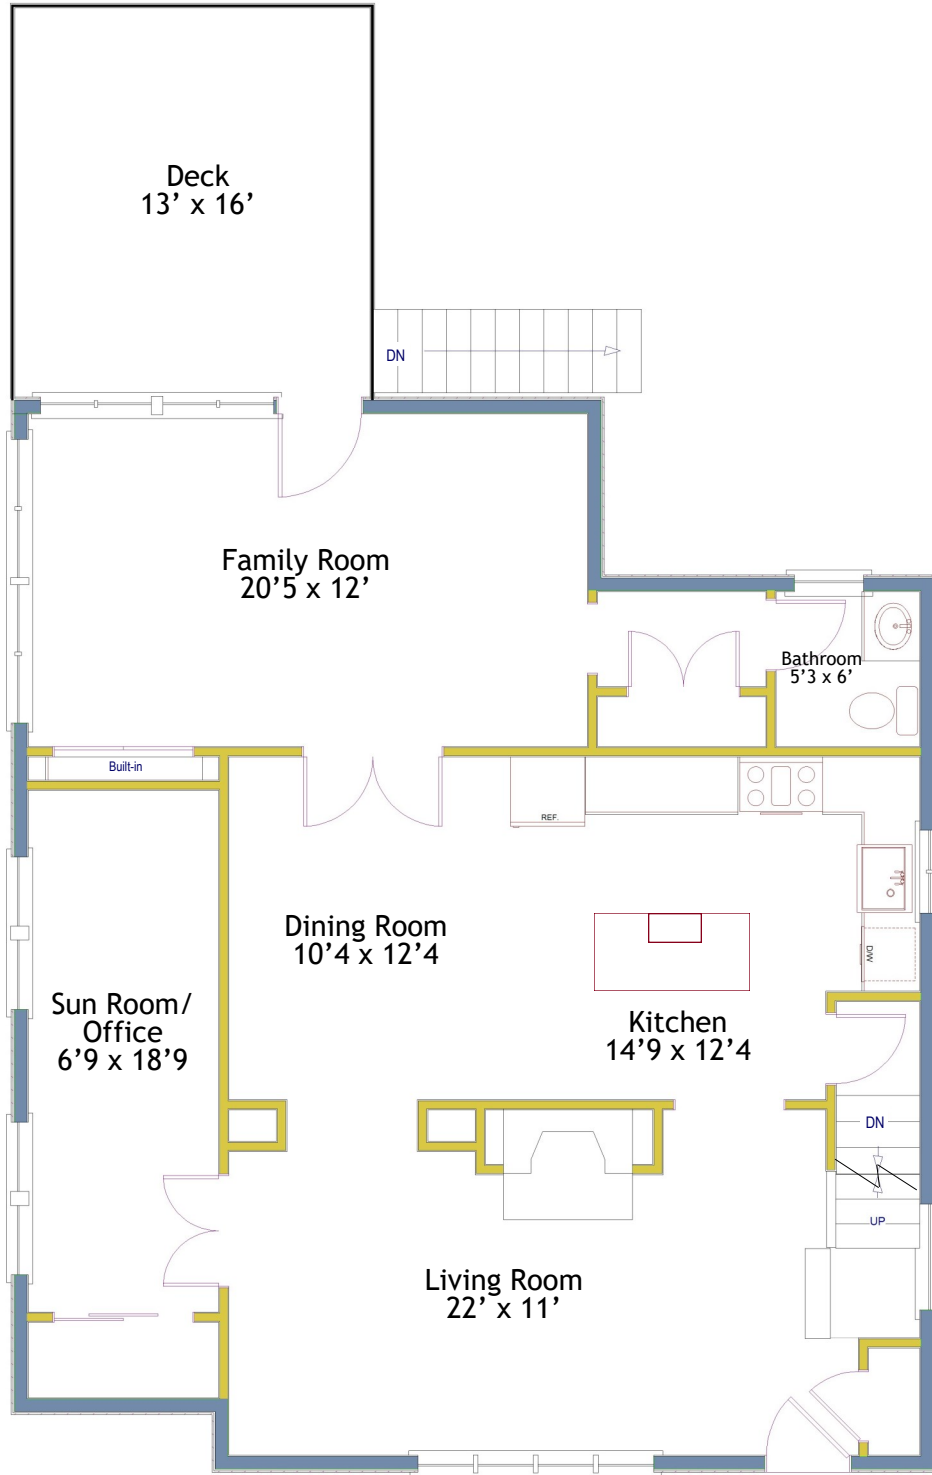 Deck
13’ x 16’
DN
Family Room
20’5 x 12’
Bathroom
5’3 x 6’
Built-in
REF.
Dining Room
10’4 x 12’4
D/W
Sun Room/
Office
6’9 x 18’9
Kitchen
14’9 x 12’4
DN
UP
Living Room
22’ x 11’